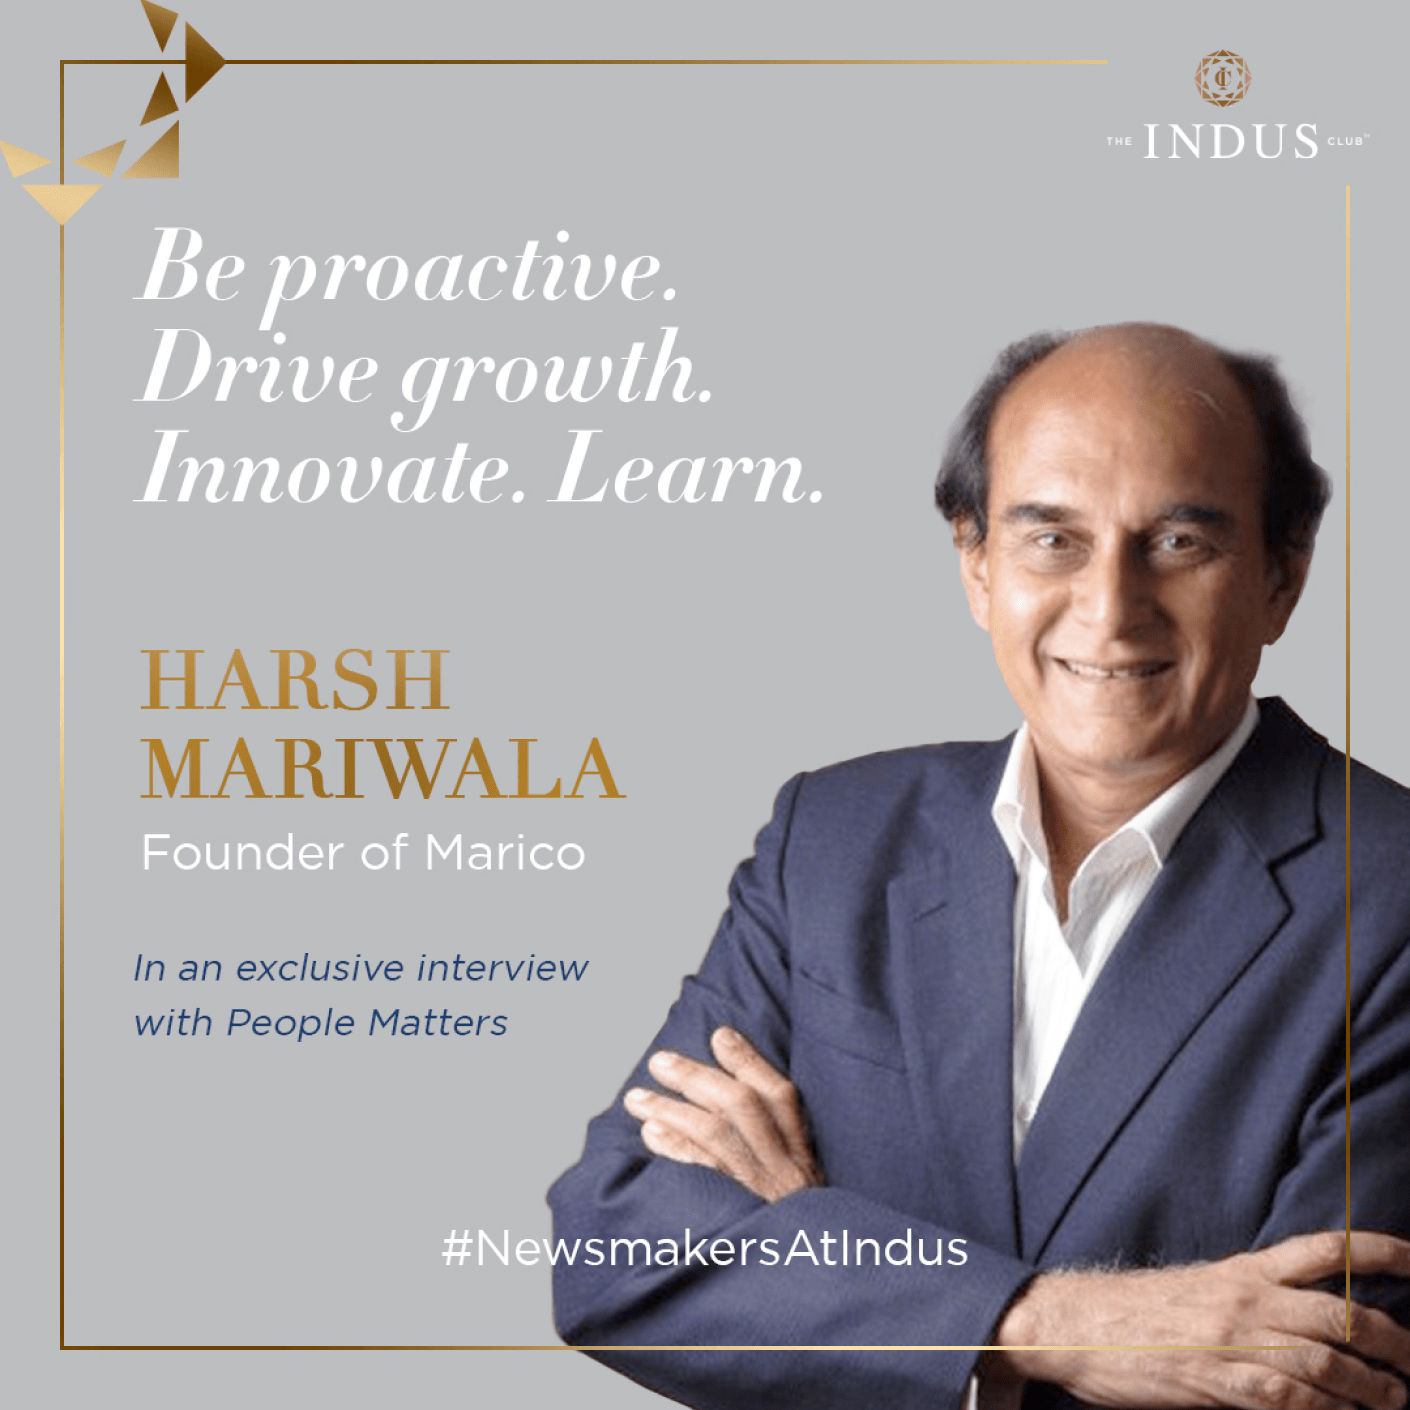 THE INDUS CLUB™
Be proactive.
Drive growth.
Innovate. Learn.
HARSH
MARIWALA
Founder of Marico
In an exclusive interview
with People Matters
#NewsmakersAtIndus